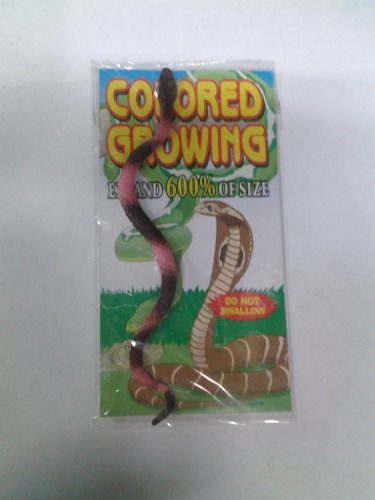 COLORED
GROWING
EXPAND 600% OF SIZE
DO NOT
SWALLOW